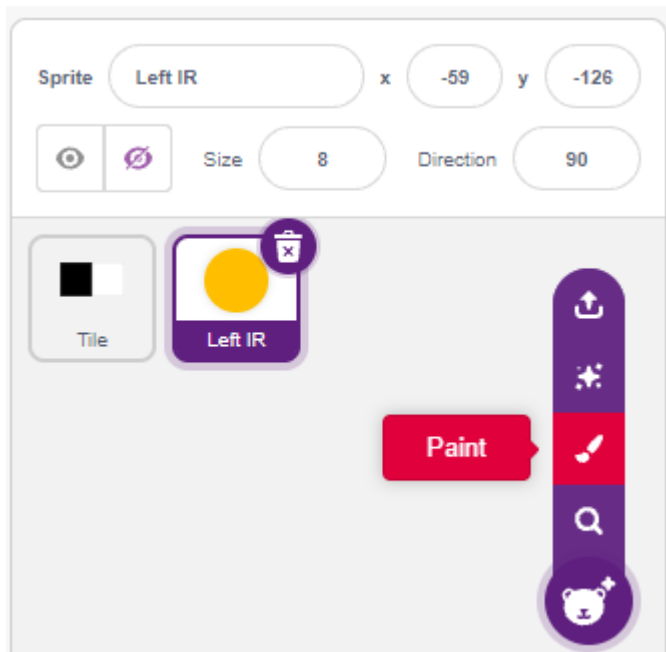 Sprite Left IR x -59 y -126
Size 8 Direction 90
Tile Left IR
Paint